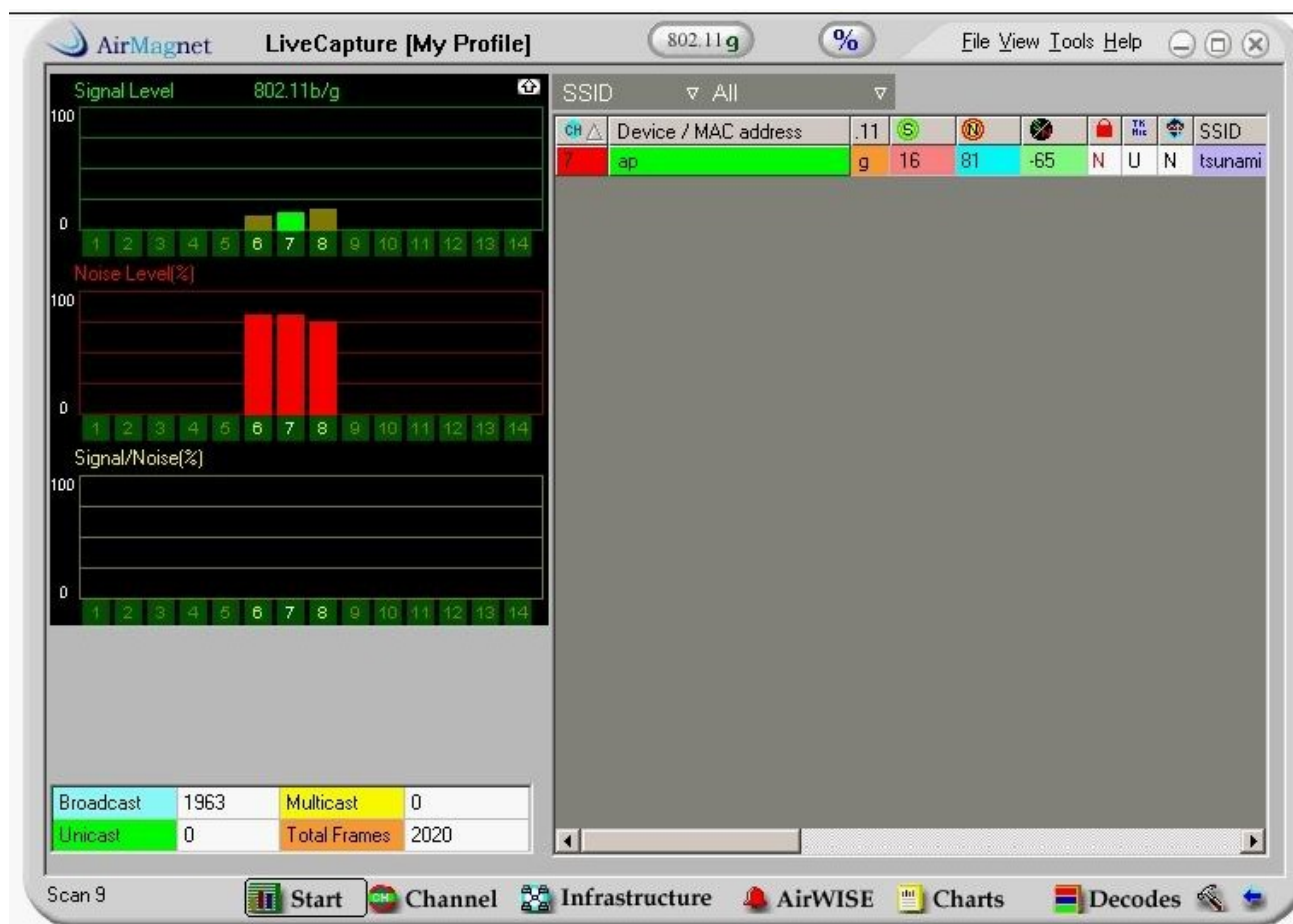 AirMagnet LiveCapture [My Profile] 802.11g % File View Tools Help
Signal Level 802.11b/g
100
0
1 2 3 4 5 6 7 8 9 10 11 12 13 14
Noise Level(%)
100
0
1 2 3 4 5 6 7 8 9 10 11 12 13 14
Signal/Noise(%)
100
0
1 2 3 4 5 6 7 8 9 10 11 12 13 14
Broadcast 1963 Multicast 0
Unicast 0 Total Frames 2020
SSID All
CH Device / MAC address .11 S N SSID
7 ap g 16 81 -65 N U N tsunami
Scan 9 Start CH Channel Infrastructure AirWISE Charts Decodes